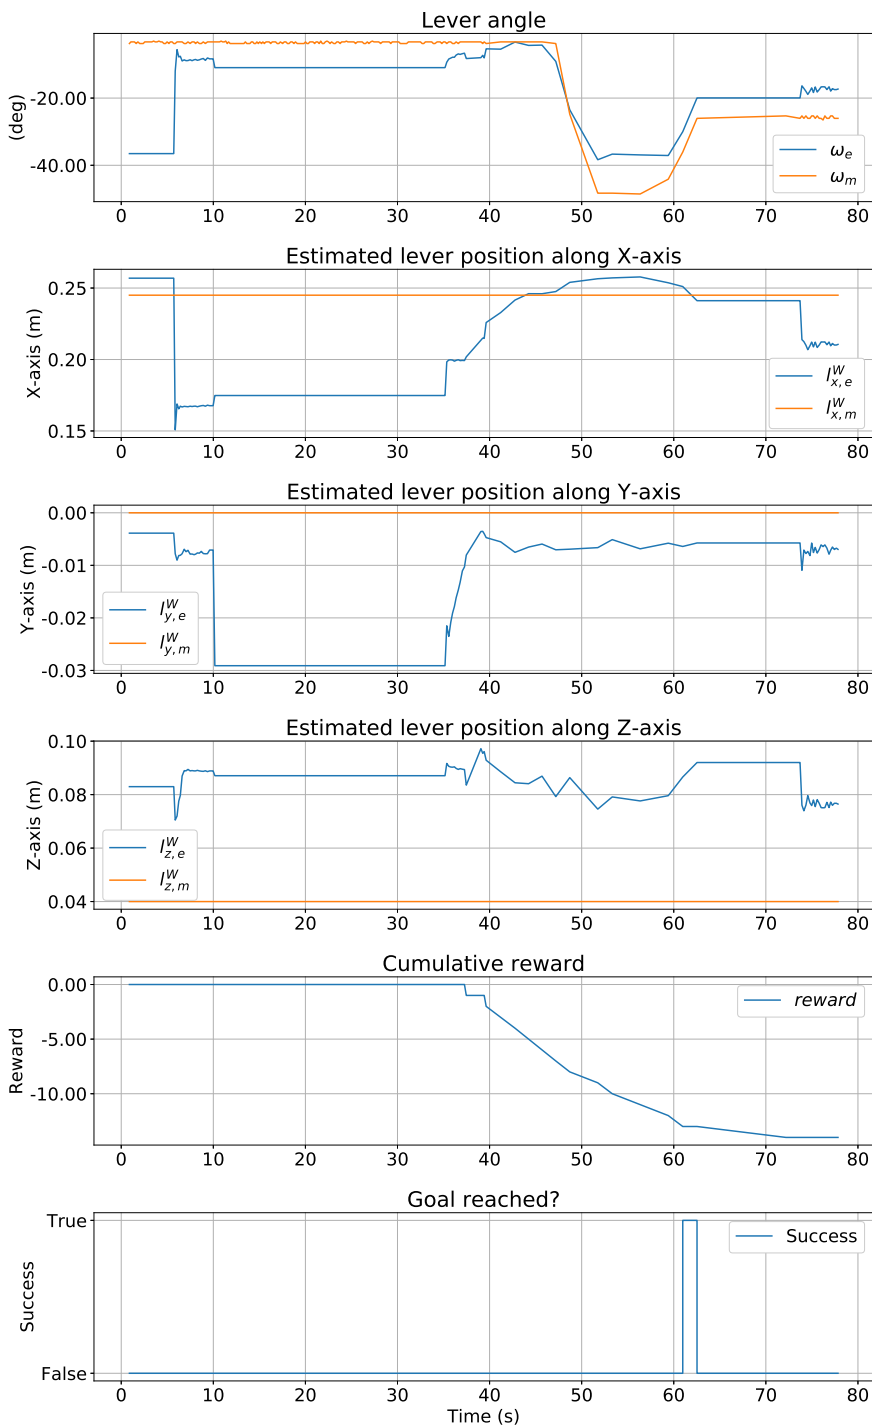 Lever angle
(deg)
-20.00
-40.00
ω_e
ω_m
0 10 20 30 40 50 60 70 80
Estimated lever position along X-axis
X-axis (m)
0.25
0.20
0.15
l^W_{x,e}
l^W_{x,m}
0 10 20 30 40 50 60 70 80
Estimated lever position along Y-axis
Y-axis (m)
0.00
-0.01
-0.02
-0.03
l^W_{y,e}
l^W_{y,m}
0 10 20 30 40 50 60 70 80
Estimated lever position along Z-axis
Z-axis (m)
0.10
0.08
0.06
0.04
l^W_{z,e}
l^W_{z,m}
0 10 20 30 40 50 60 70 80
Cumulative reward
Reward
0.00
-5.00
-10.00
reward
0 10 20 30 40 50 60 70 80
Goal reached?
Success
True
False
Success
0 10 20 30 40 50 60 70 80
Time (s)